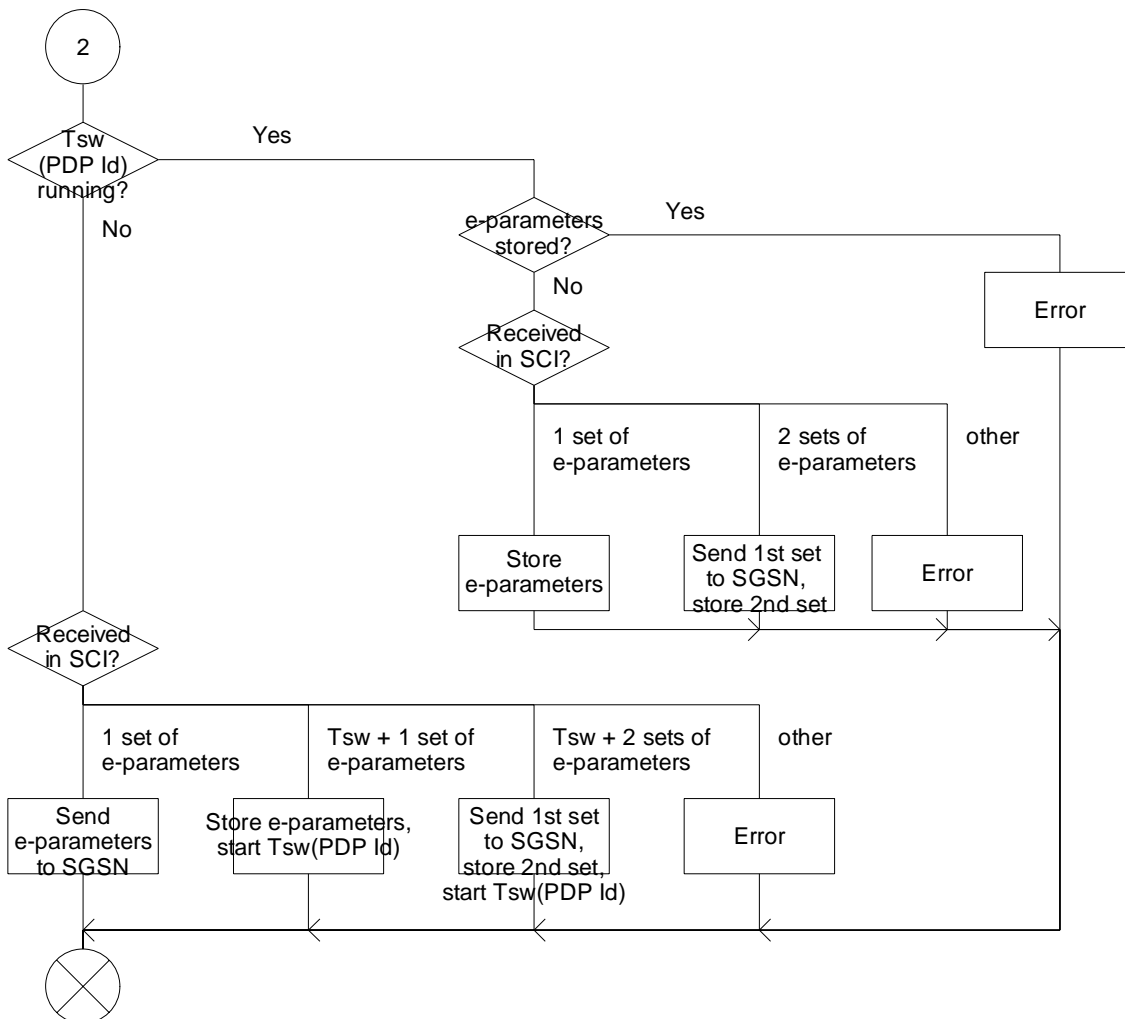 2
Tsw
(PDP Id)
running?
Yes
No
e-parameters
stored?
Yes
No
Error
Received
in SCI?
1 set of
e-parameters
2 sets of
e-parameters
other
Store
e-parameters
Send 1st set
to SGSN,
store 2nd set
Error
Received
in SCI?
1 set of
e-parameters
Tsw + 1 set of
e-parameters
Tsw + 2 sets of
e-parameters
other
Send
e-parameters
to SGSN
Store e-parameters,
start Tsw(PDP Id)
Send 1st set
to SGSN,
store 2nd set,
start Tsw(PDP Id)
Error